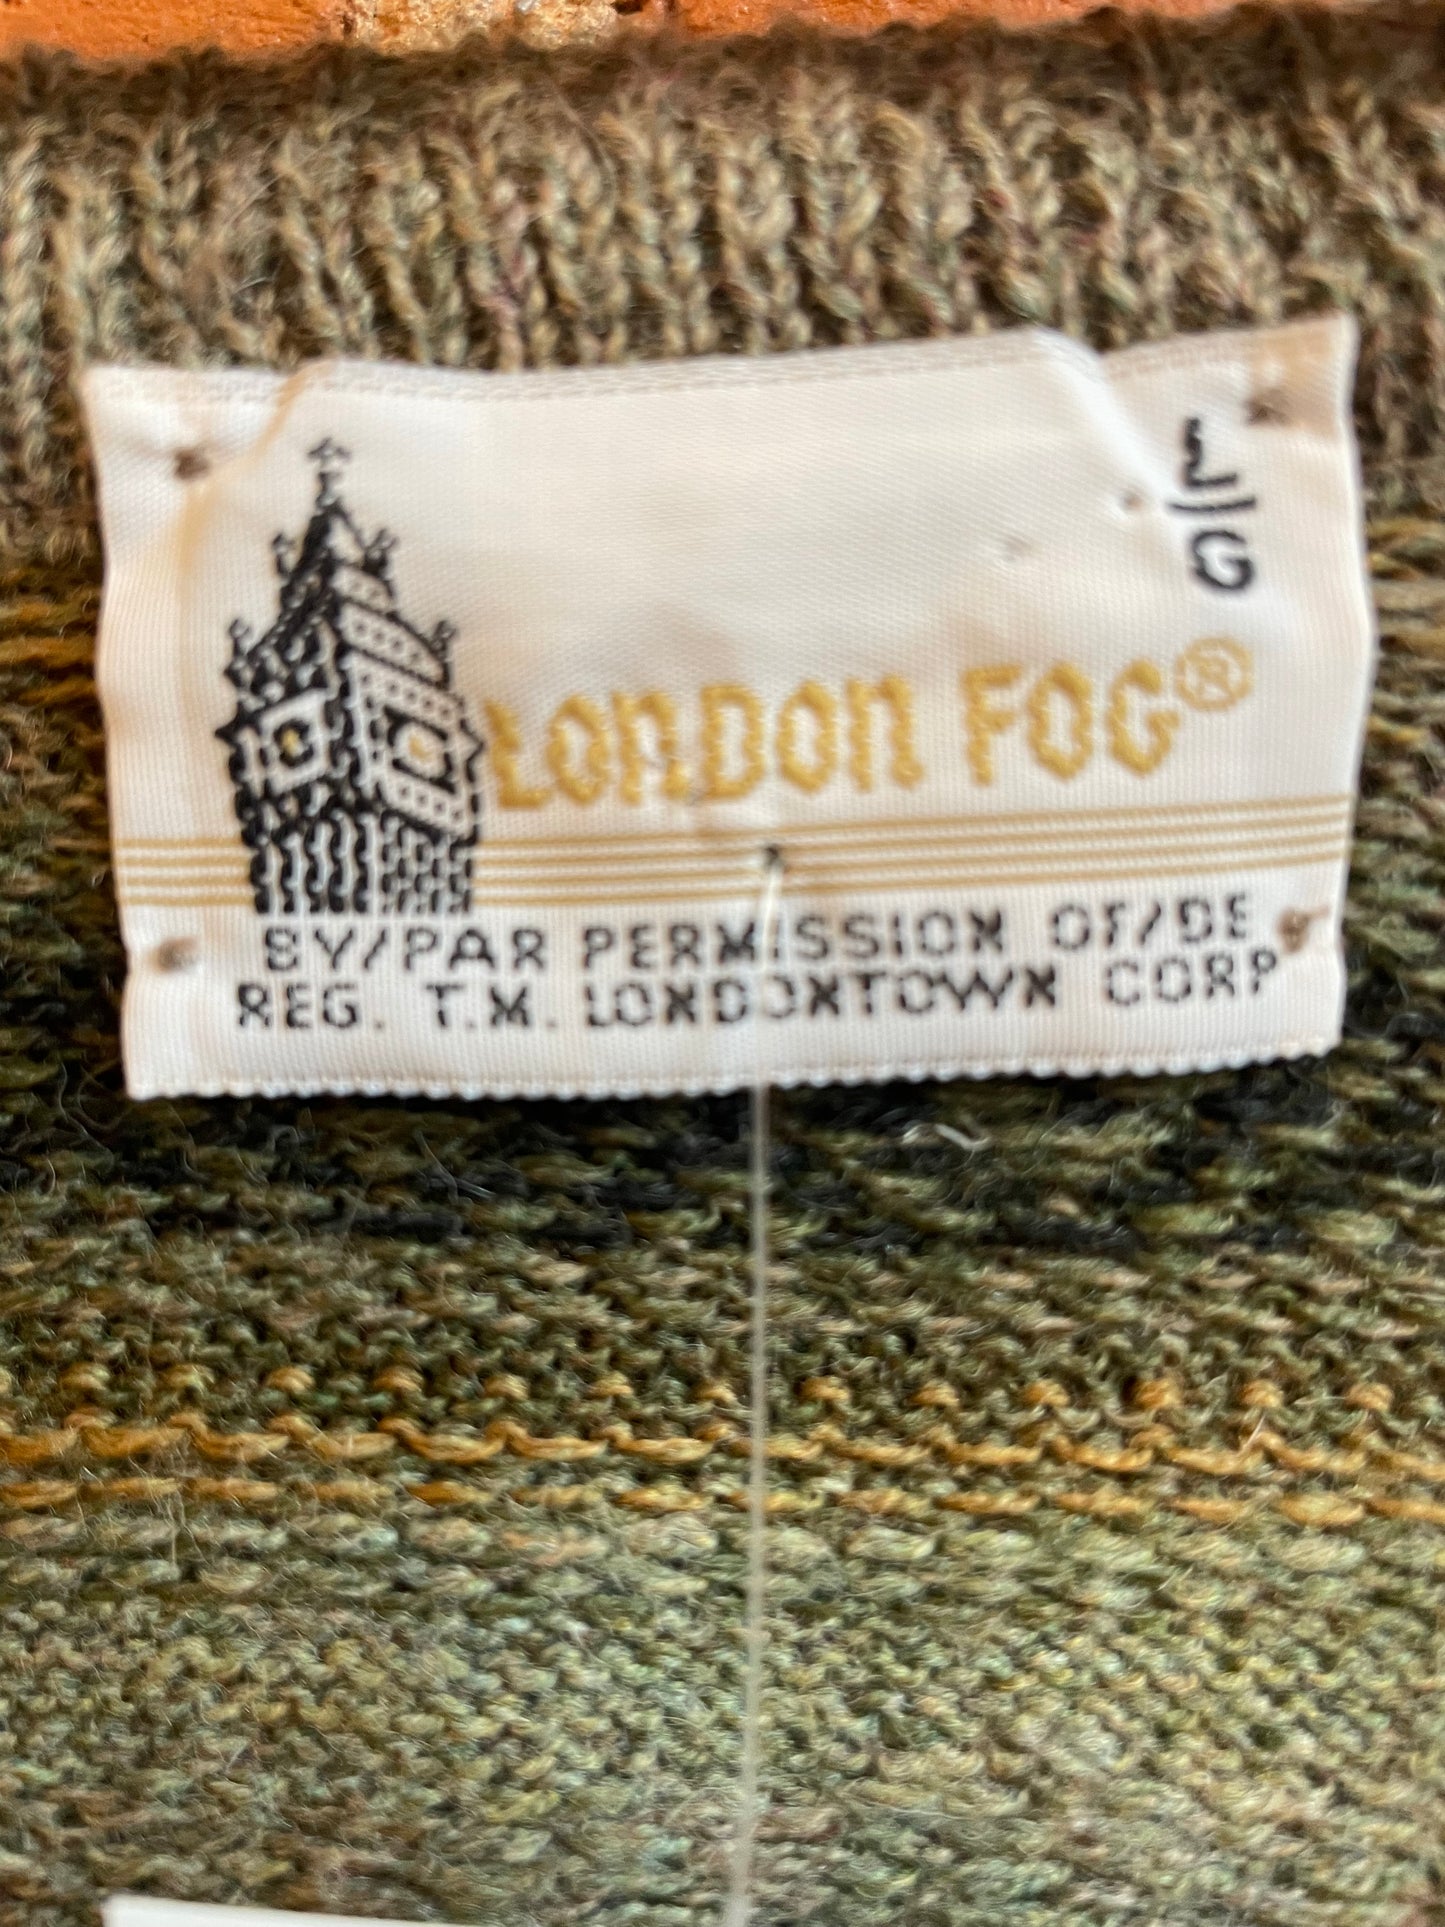 L/G
LONDON FOG®
BY/PAR PERMISSION OF/DE
REG. T.M. LONDONTOWN CORP